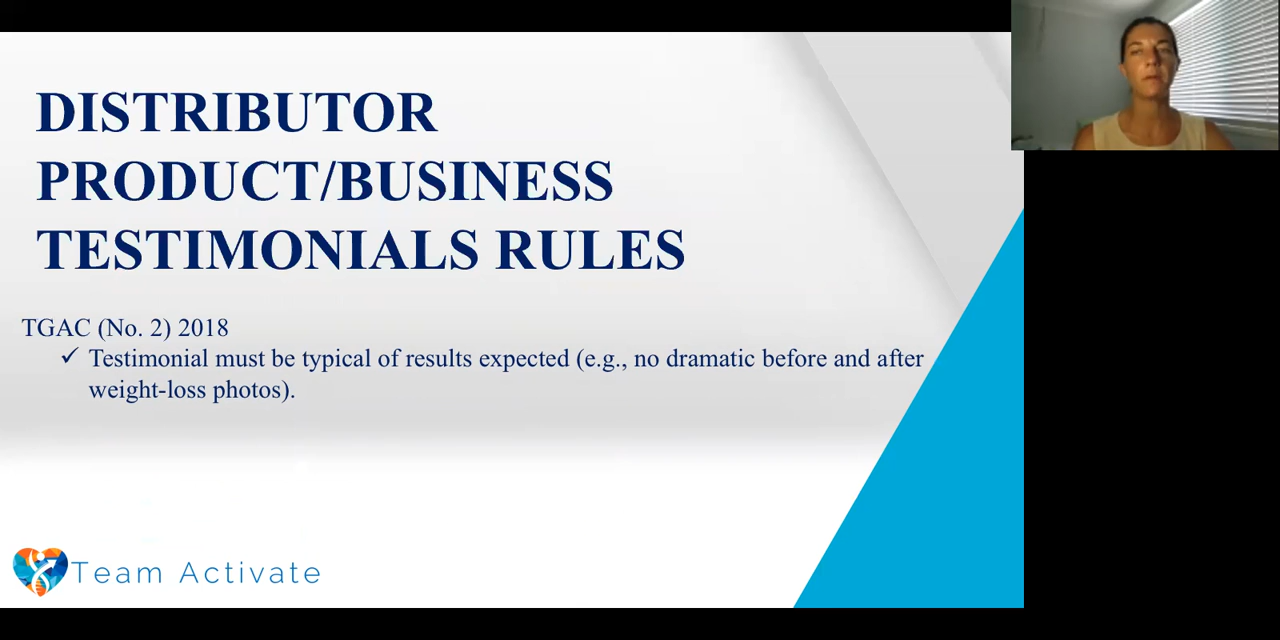 DISTRIBUTOR
PRODUCT/BUSINESS
TESTIMONIALS RULES
TGAC (No. 2) 2018
✓ Testimonial must be typical of results expected (e.g., no dramatic before and after
weight-loss photos).
Team Activate